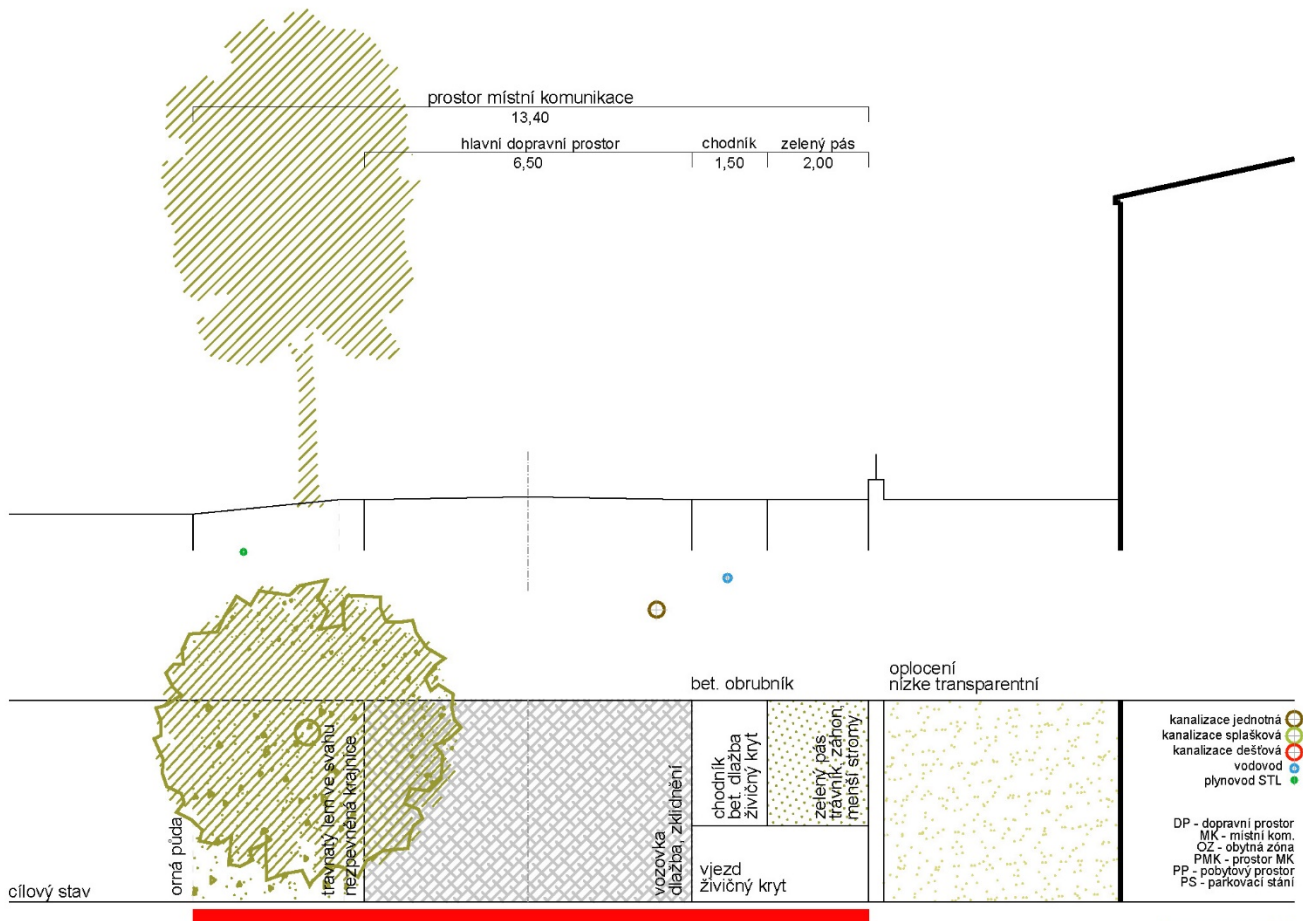 prostor místní komunikace
13,40
hlavní dopravní prostor
chodník
zelený pás
6,50
1,50
2,00
bet. obrubník
oplocení
nízke transparentní
orná půda
travnatý lem ve svahu
nezpevněná krajnice
vozovka
dlažba, zklidnění
chodník
bet. dlažba
živičný kryt
zelený pás
trávník, záhon,
menší stromy
vjezd
živičný kryt
cílový stav
kanalizace jednotná
kanalizace splašková
kanalizace dešťová
vodovod
plynovod STL
DP - dopravní prostor
MK - místní kom.
OZ - obytná zóna
PMK - prostor MK
PP - pobytový prostor
PS - parkovací stání